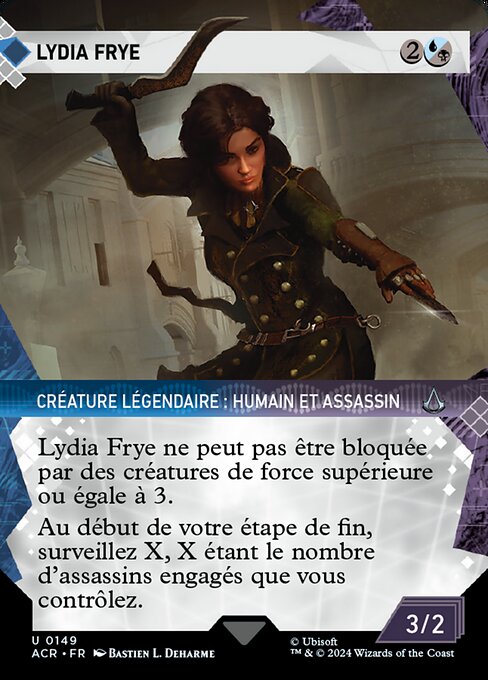 LYDIA FRYE
2
CRÉATURE LÉGENDAIRE : HUMAIN ET ASSASSIN
Lydia Frye ne peut pas être bloquée
par des créatures de force supérieure
ou égale à 3.
Au début de votre étape de fin,
surveillez X, X étant le nombre
d'assassins engagés que vous
contrôlez.
3/2
U 0149
ACR • FR BASTIEN L. DEHARME
© Ubisoft
™ & © 2024 Wizards of the Coast